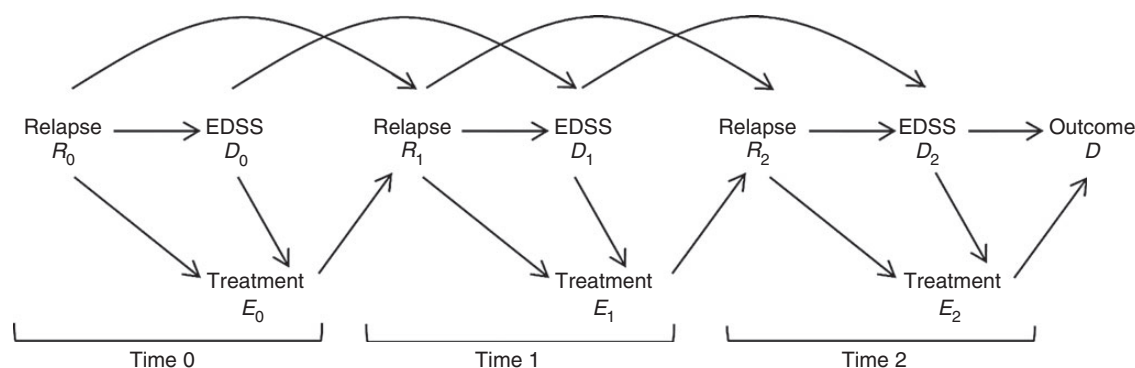 Relapse EDSS Relapse EDSS Relapse EDSS Outcome
R0 D0 R1 D1 R2 D2 D
Treatment Treatment Treatment
E0 E1 E2
Time 0 Time 1 Time 2